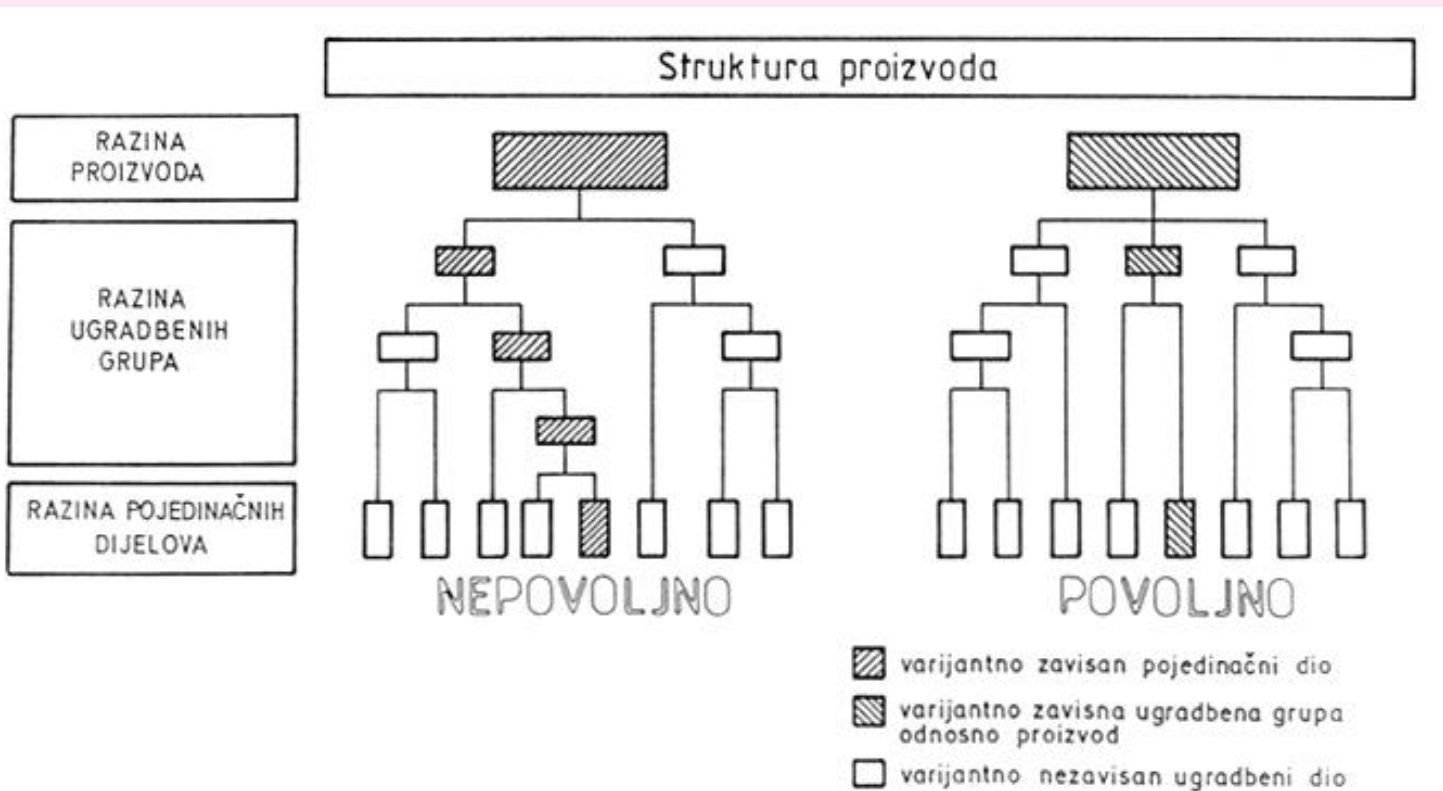 Struktura proizvoda
RAZINA
PROIZVODA
RAZINA
UGRADBENIH
GRUPA
RAZINA POJEDINAČNIH
DIJELOVA
NEPOVOLJNO
POVOLJNO
varijantno zavisan pojedinačni dio
varijantno zavisna ugradbena grupa
odnosno proizvod
varijantno nezavisan ugradbeni dio